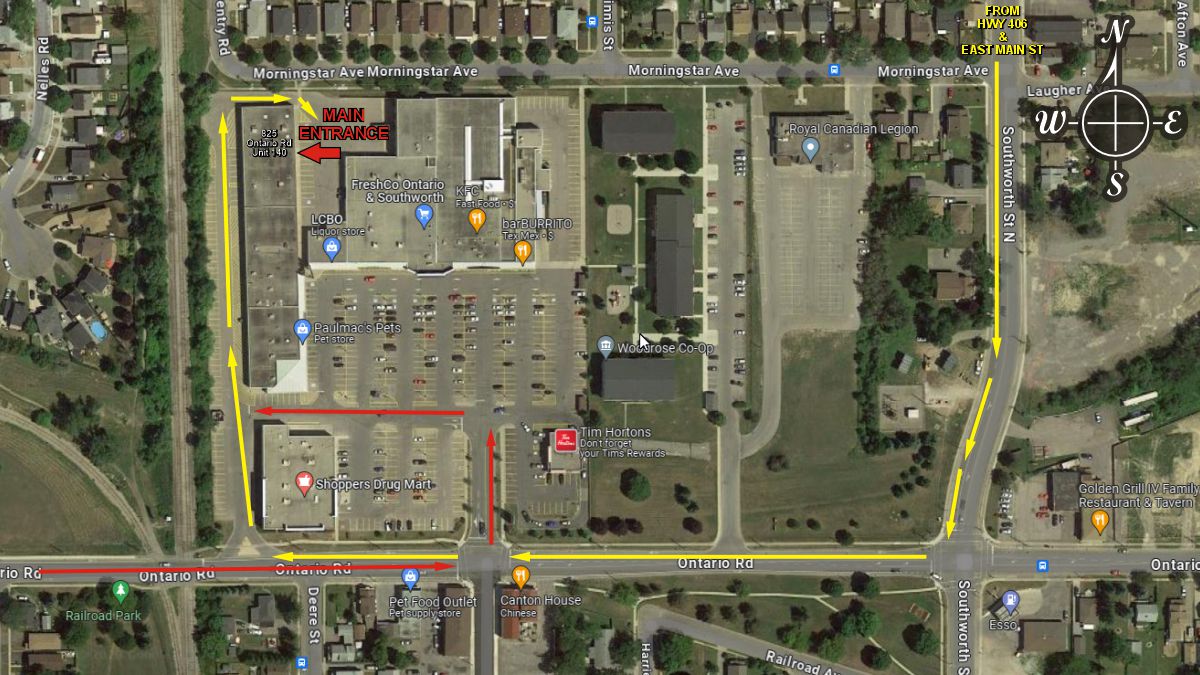 FROM
HWY 406
&
EAST MAIN ST
N
W
E
S
entry Rd
innis St
Afton Ave
Nelles Rd
Morningstar Ave
Morningstar Ave
Morningstar Ave
Morningstar Ave
Laugher Av
MAIN
ENTRANCE
825
Ontario Rd
Unit 140
Royal Canadian Legion
Southworth St N
FreshCo Ontario
& Southworth
KFC
Fast Food • $
LCBO
Liquor store
barBURRITO
Tex Mex • $
Paulmac's Pets
Pet store
Woodrose Co-Op
Tim Hortons
Don't forget
your Tims Rewards
Shoppers Drug Mart
Golden Grill IV Family
Restaurant & Tavern
rio Rd
Ontario Rd
Ontario Rd
Ontario Rd
Ontario
Railroad Park
Deere St
Pet Food Outlet
Pet supply store
Canton House
Chinese
Harri
Railroad Av
Southworth S
Esso